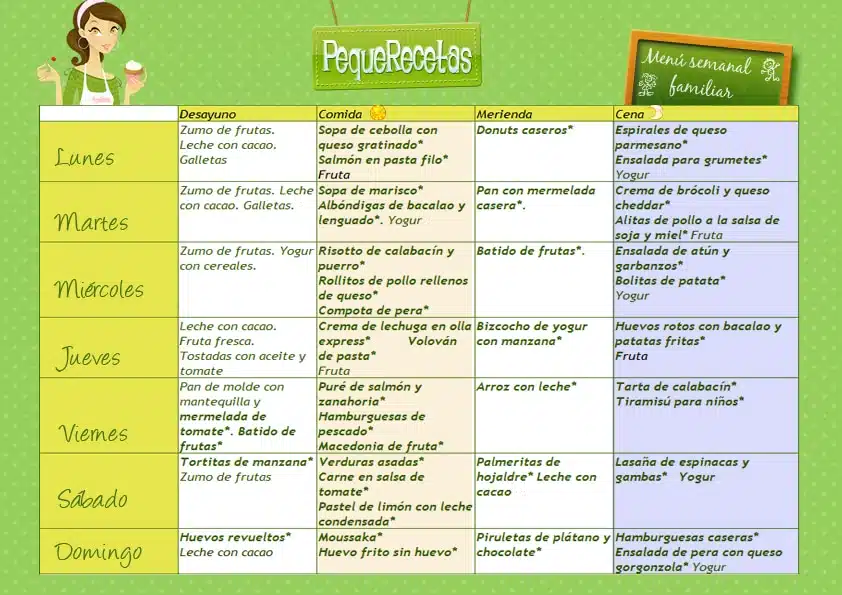 PequeRecetas
Menú semanal
familiar
Desayuno
Comida
Merienda
Cena
Lunes
Zumo de frutas.
Leche con cacao.
Galletas
Sopa de cebolla con
queso gratinado*
Salmón en pasta filo*
Fruta
Donuts caseros*
Espirales de queso
parmesano*
Ensalada para grumetes*
Yogur
Martes
Zumo de frutas. Leche
con cacao. Galletas.
Sopa de marisco*
Albóndigas de bacalao y
lenguado*. Yogur
Pan con mermelada
casera*.
Crema de brócoli y queso
cheddar*
Alitas de pollo a la salsa de
soja y miel* Fruta
Miércoles
Zumo de frutas. Yogur
con cereales.
Risotto de calabacín y
puerro*
Rollitos de pollo rellenos
de queso*
Compota de pera*
Batido de frutas*.
Ensalada de atún y
garbanzos*
Bolitas de patata*
Yogur
Jueves
Leche con cacao.
Fruta fresca.
Tostadas con aceite y
tomate
Crema de lechuga en olla
express* Volován
de pasta*
Fruta
Bizcocho de yogur
con manzana*
Huevos rotos con bacalao y
patatas fritas*
Fruta
Viernes
Pan de molde con
mantequilla y
mermelada de
tomate*. Batido de
frutas*
Puré de salmón y
zanahoria*
Hamburguesas de
pescado*
Macedonia de fruta*
Arroz con leche*
Tarta de calabacín*
Tiramisú para niños*
Sábado
Tortitas de manzana*
Zumo de frutas
Verduras asadas*
Carne en salsa de
tomate*
Pastel de limón con leche
condensada*
Palmeritas de
hojaldre* Leche con
cacao
Lasaña de espinacas y
gambas* Yogur
Domingo
Huevos revueltos*
Leche con cacao
Moussaka*
Huevo frito sin huevo*
Piruletas de plátano y
chocolate*
Hamburguesas caseras*
Ensalada de pera con queso
gorgonzola* Yogur